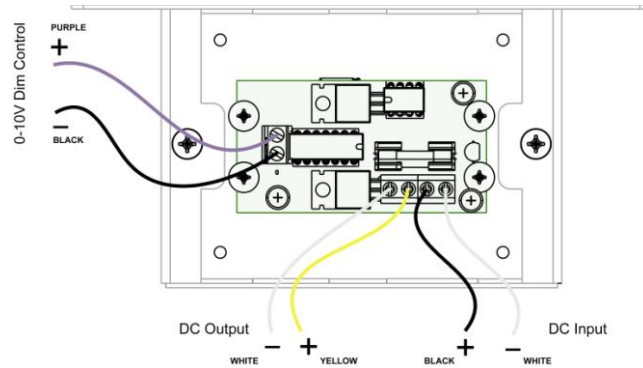 PURPLE
+
0-10V Dim Control
−
BLACK
DC Output
DC Input
− + + −
WHITE YELLOW BLACK WHITE